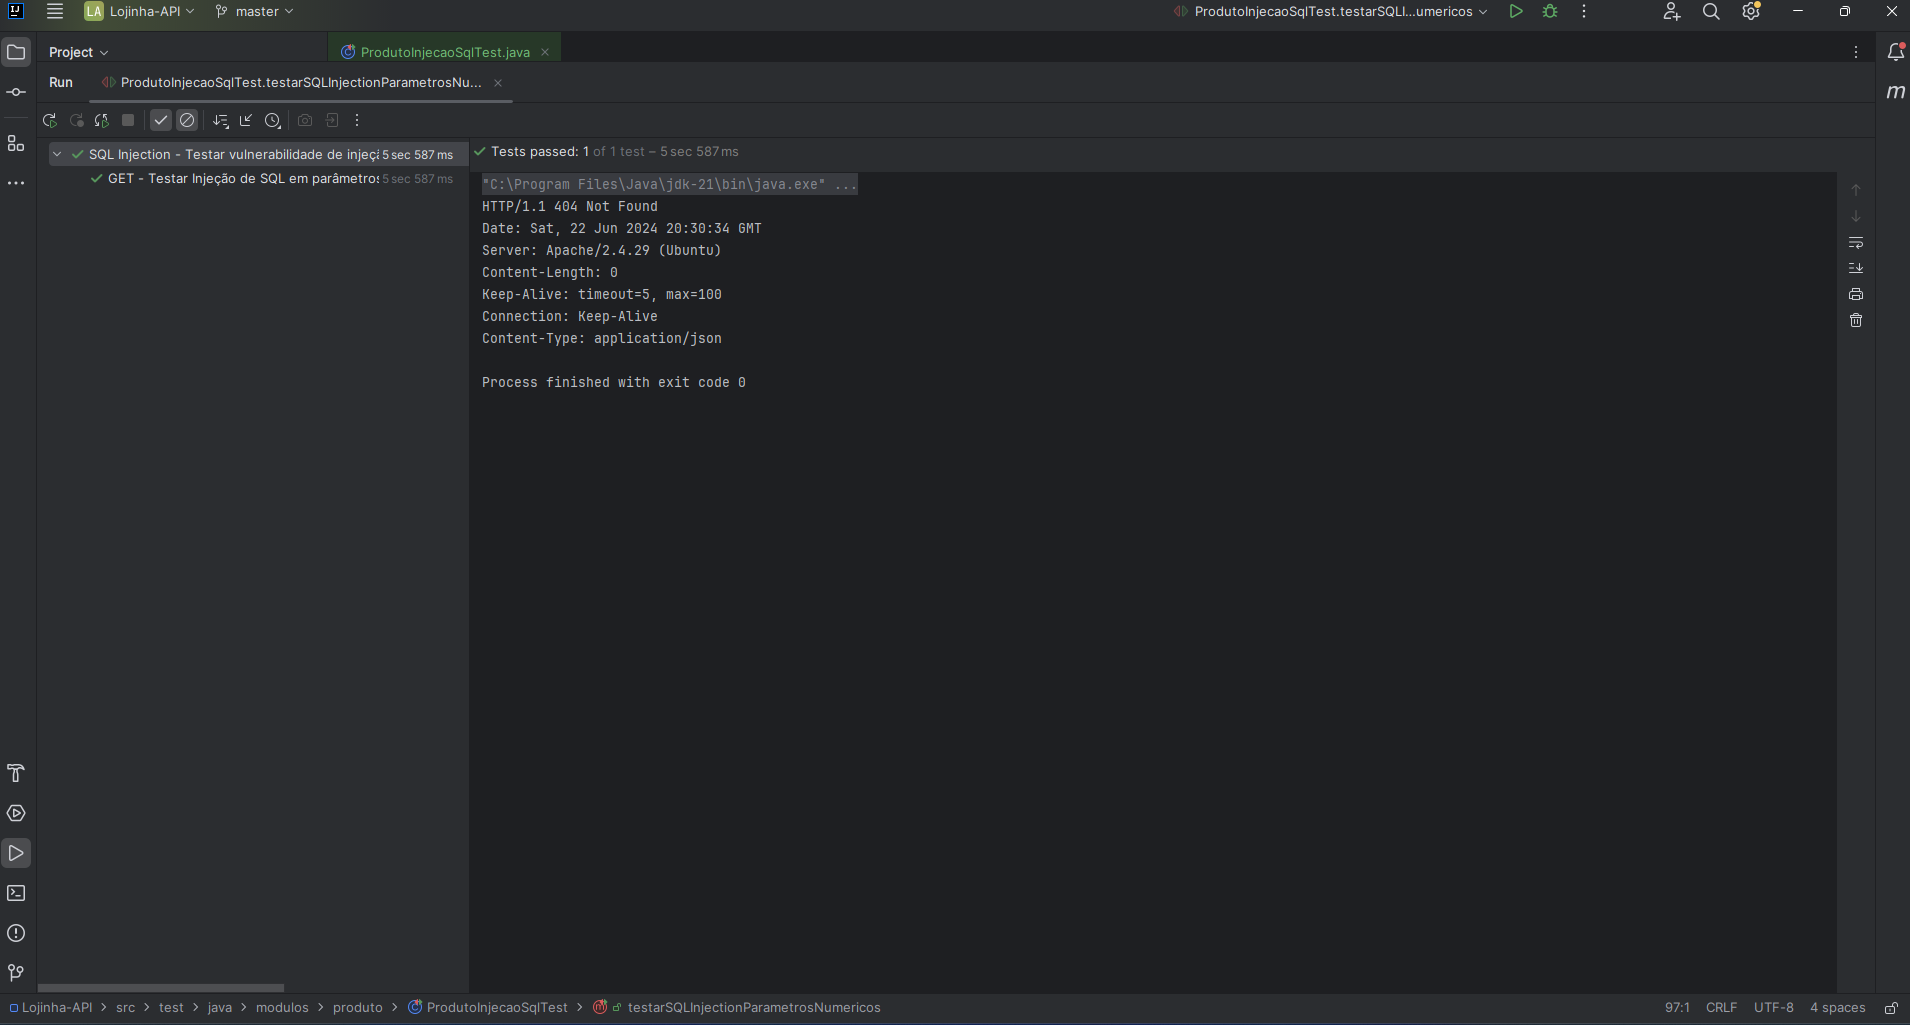 LA Lojinha-API master ProdutoInjecaoSqlTest.testarSQLI...umericos
Project ProdutoInjecaoSqlTest.java
Run ProdutoInjecaoSqlTest.testarSQLInjectionParametrosNu...
SQL Injection - Testar vulnerabilidade de injeçã 5 sec 587 ms
GET - Testar Injeção de SQL em parâmetros 5 sec 587 ms
Tests passed: 1 of 1 test – 5 sec 587 ms
"C:\Program Files\Java\jdk-21\bin\java.exe" ...
HTTP/1.1 404 Not Found
Date: Sat, 22 Jun 2024 20:30:34 GMT
Server: Apache/2.4.29 (Ubuntu)
Content-Length: 0
Keep-Alive: timeout=5, max=100
Connection: Keep-Alive
Content-Type: application/json
Process finished with exit code 0
m
Lojinha-API > src > test > java > modulos > produto > ProdutoInjecaoSqlTest > testarSQLInjectionParametrosNumericos
97:1 CRLF UTF-8 4 spaces